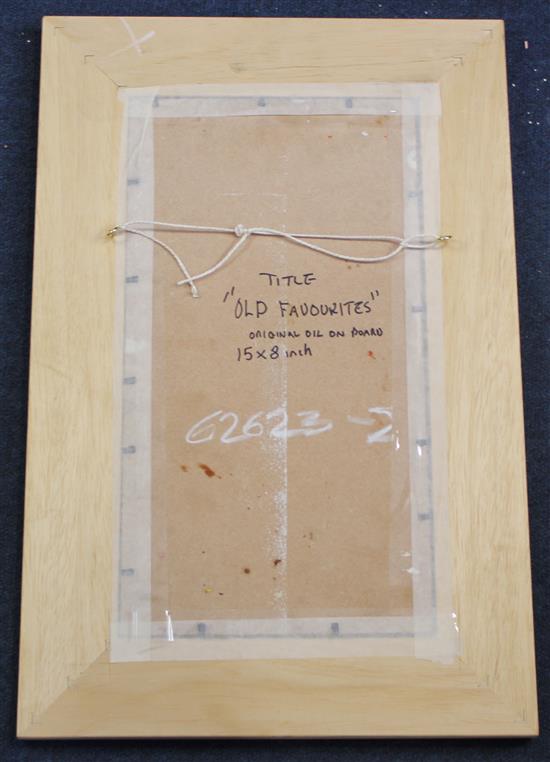 TITLE
"OLD FAVOURITES"
ORIGINAL OIL ON BOARD
15 x 8 inch
62623-2